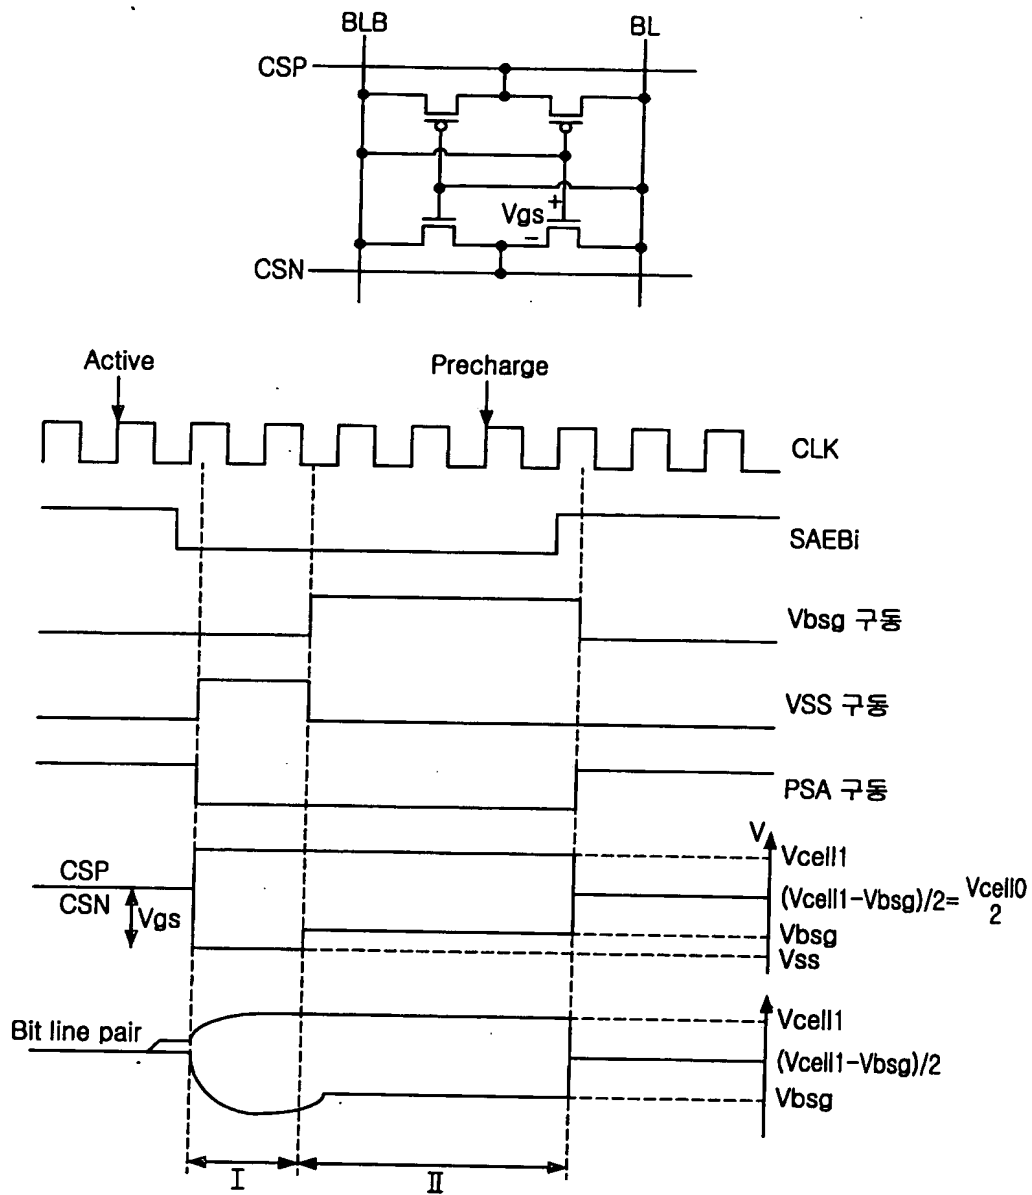 BLB
BL
CSP
Vgs
+
−
CSN
Active
Precharge
CLK
SAEBi
Vbsg 구동
VSS 구동
PSA 구동
V
Vcell1
CSP
CSN
Vgs
(Vcell1-Vbsg)/2= Vcell0
2
Vbsg
Vss
Bit line pair
Vcell1
(Vcell1-Vbsg)/2
Vbsg
I
II